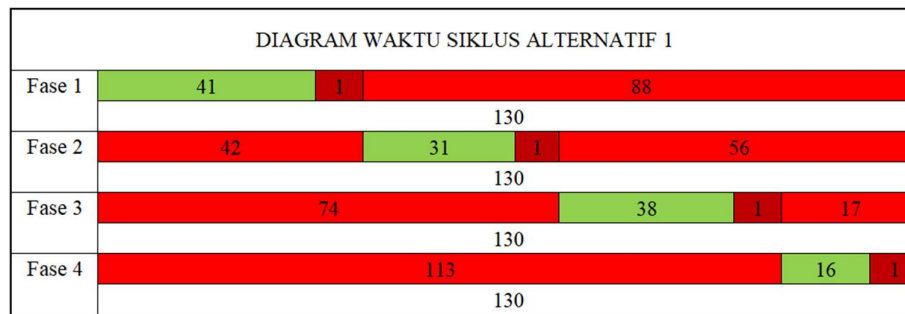 DIAGRAM WAKTU SIKLUS ALTERNATIF 1
Fase 1 41 1 88
130
Fase 2 42 31 1 56
130
Fase 3 74 38 1 17
130
Fase 4 113 16 1
130